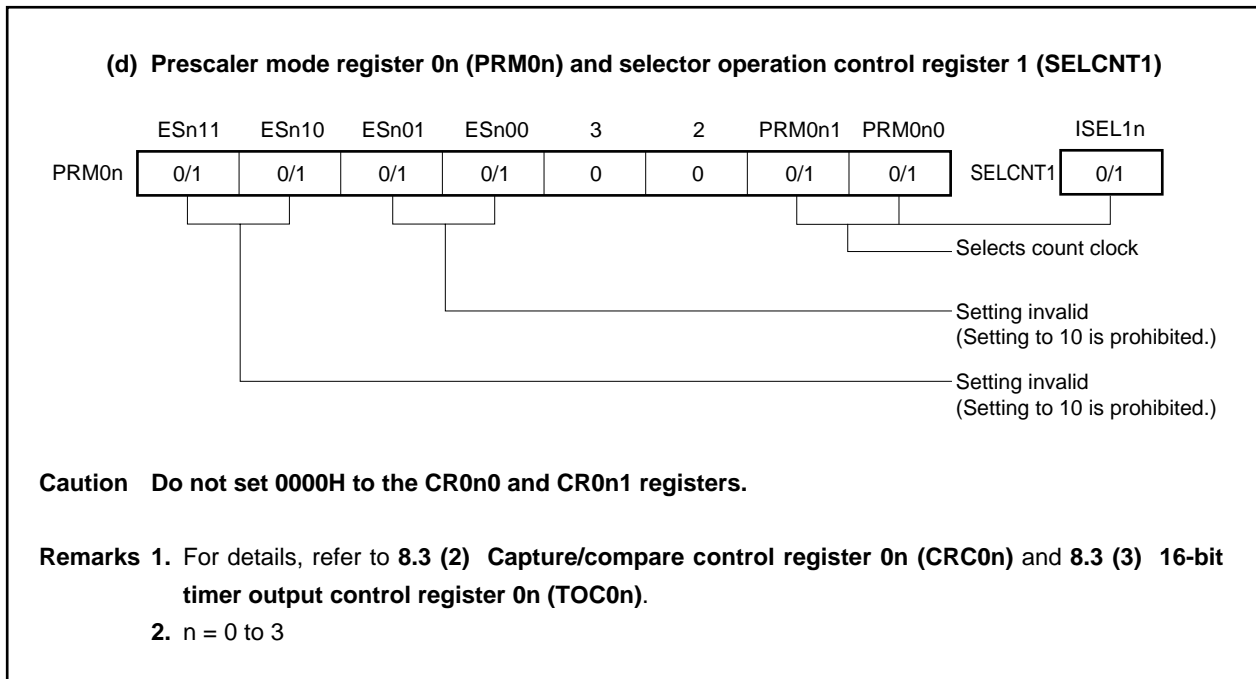 (d) Prescaler mode register 0n (PRM0n) and selector operation control register 1 (SELCNT1)
ESn11 ESn10 ESn01 ESn00 3 2 PRM0n1 PRM0n0 ISEL1n
PRM0n 0/1 0/1 0/1 0/1 0 0 0/1 0/1 SELCNT1 0/1
Selects count clock
Setting invalid
(Setting to 10 is prohibited.)
Setting invalid
(Setting to 10 is prohibited.)
Caution Do not set 0000H to the CR0n0 and CR0n1 registers.
Remarks 1. For details, refer to 8.3 (2) Capture/compare control register 0n (CRC0n) and 8.3 (3) 16-bit
timer output control register 0n (TOC0n).
2. n = 0 to 3